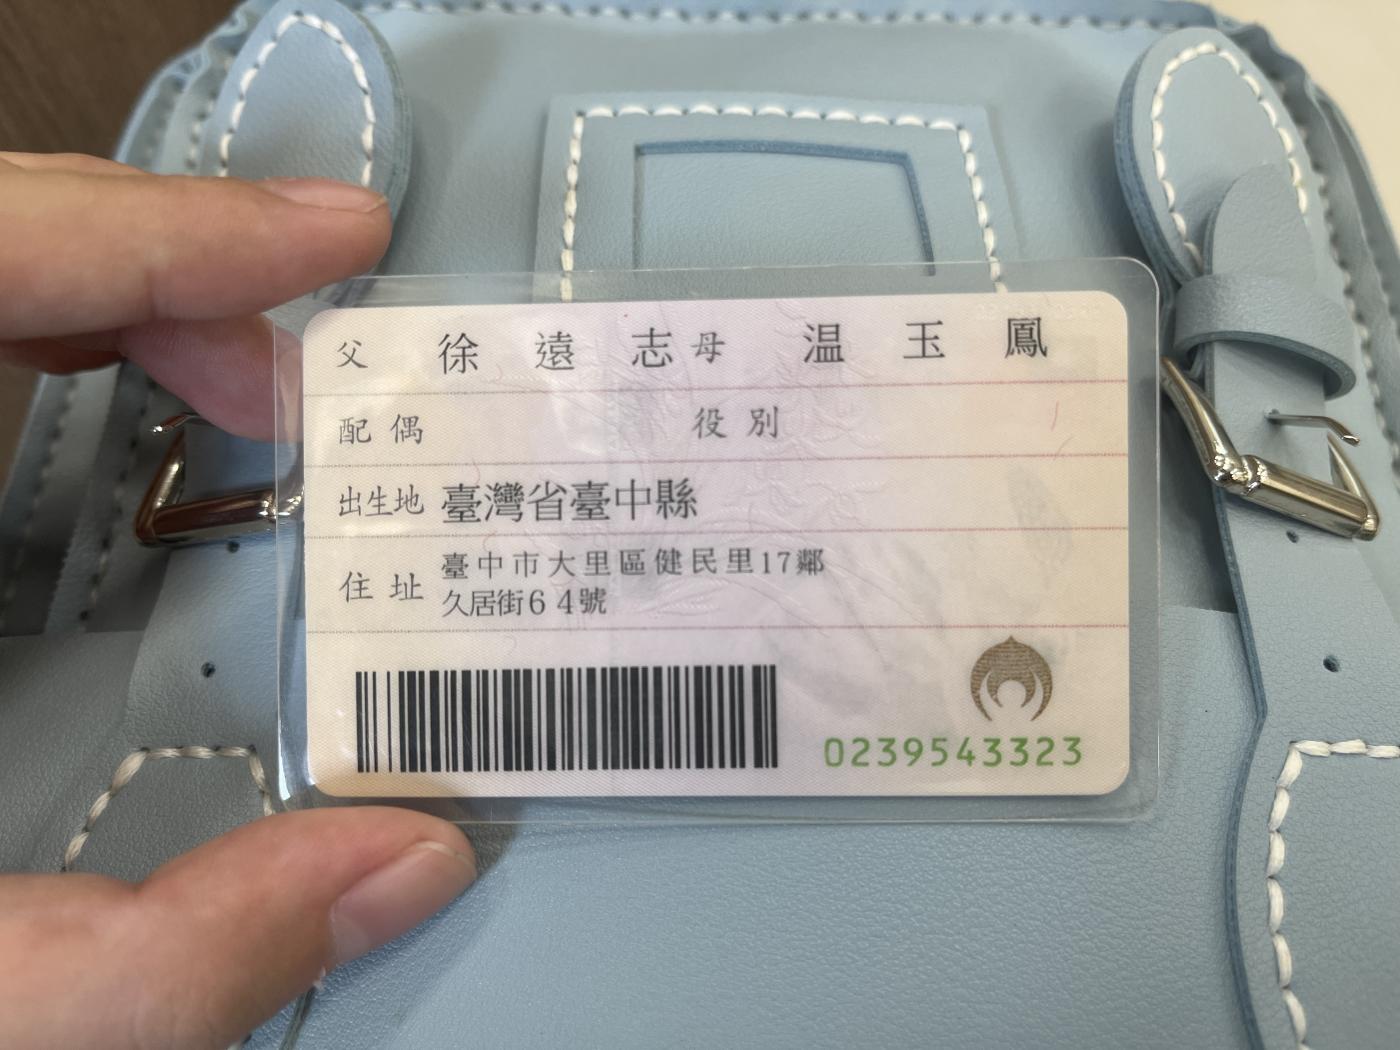 父 徐遠志 母 温玉鳳
配偶 役別
出生地 臺灣省臺中縣
住址 臺中市大里區健民里17鄰
久居街64號
0239543323